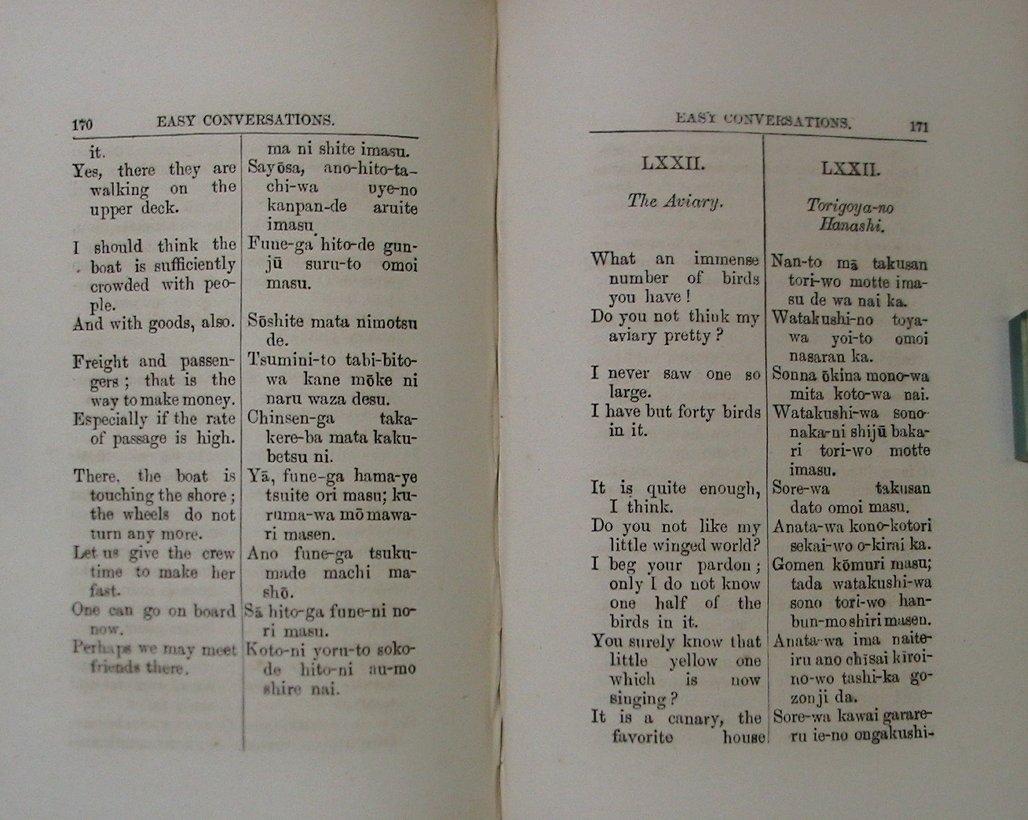 170 EASY CONVERSATIONS.
it.
Yes, there they are
walking on the
upper deck.
I should think the
boat is sufficiently
crowded with peo-
ple.
And with goods, also.
Freight and passen-
gers; that is the
way to make money.
Especially if the rate
of passage is high.
There, the boat is
touching the shore;
the wheels do not
turn any more.
Let us give the crew
time to make her
fast.
One can go on board
now.
Perhaps we may meet
friends there.
ma ni shite imasu.
Sayōsa, ano-hito-ta-
chi-wa uye-no
kanpan-de aruite
imasu.
Fune-ga hito-de gun-
jū suru-to omoi
masu.
Sōshite mata nimotsu
de.
Tsumini-to tabi-bito-
wa kane mōke ni
naru waza desu.
Chinsen-ga taka-
kere-ba mata kaku-
betsu ni.
Yā, fune-ga hama-ye
tsuite ori masu; ku-
ruma-wa mō mawa-
ri masen.
Ano fune-ga tsuku-
made machi ma-
shō.
Sā hito-ga fune-ni no-
ri masu.
Koto-ni yoru-to soko-
de hito-ni au-mo
shire nai.
EASY CONVERSATIONS. 171
LXXII.
The Aviary.
What an immense
number of birds
you have!
Do you not think my
aviary pretty?
I never saw one so
large.
I have but forty birds
in it.
It is quite enough,
I think.
Do you not like my
little winged world?
I beg your pardon;
only I do not know
one half of the
birds in it.
You surely know that
little yellow one
which is now
singing?
It is a canary, the
favorite house
LXXII.
Torigoya-no
Hanashi.
Nan-to mā takusan
tori-wo motte ima-
su de wa nai ka.
Watakushi-no toya-
wa yoi-to omoi
nasaran ka.
Sonna ōkina mono-wa
mita koto-wa nai.
Watakushi-wa sono-
naka-ni shijū baka-
ri tori-wo motte
imasu.
Sore-wa takusan
dato omoi masu.
Anata-wa kono-kotori
sekai-wo o-kirai ka.
Gomen kōmuri masu;
tada watakushi-wa
sono tori-wo han-
bun-mo shiri masen.
Anata-wa ima naite-
iru ano chīsai kiroi-
no-wo tashi-ka go-
zonji da.
Sore-wa kawai garare-
ru ie-no ongakushi-